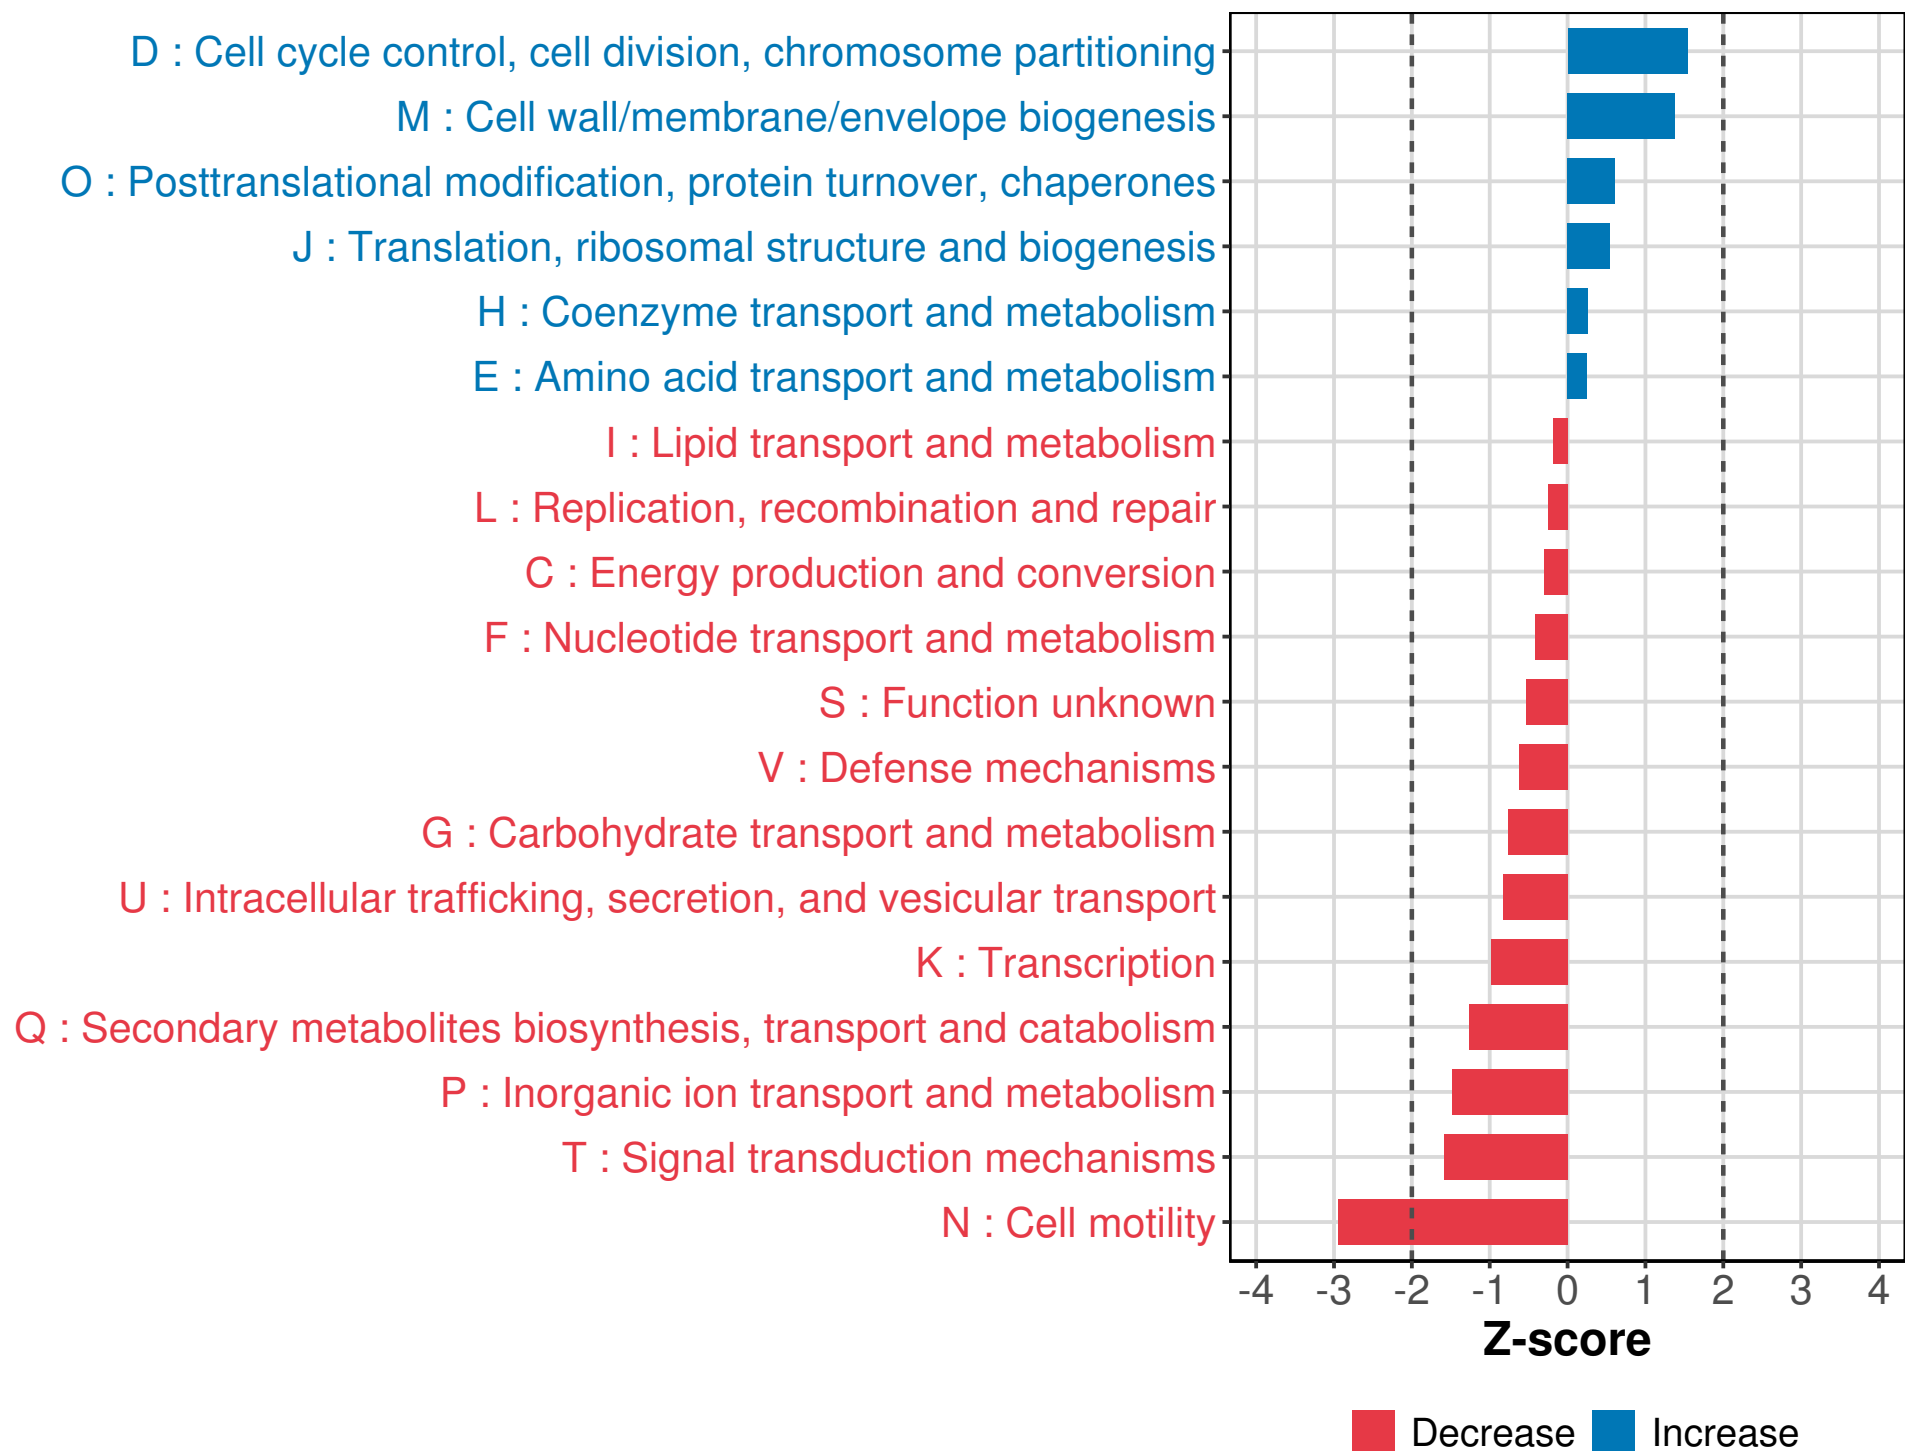 D : Cell cycle control, cell division, chromosome partitioning
M : Cell wall/membrane/envelope biogenesis
O : Posttranslational modification, protein turnover, chaperones
J : Translation, ribosomal structure and biogenesis
H : Coenzyme transport and metabolism
E : Amino acid transport and metabolism
I : Lipid transport and metabolism
L : Replication, recombination and repair
C : Energy production and conversion
F : Nucleotide transport and metabolism
S : Function unknown
V : Defense mechanisms
G : Carbohydrate transport and metabolism
U : Intracellular trafficking, secretion, and vesicular transport
K : Transcription
Q : Secondary metabolites biosynthesis, transport and catabolism
P : Inorganic ion transport and metabolism
T : Signal transduction mechanisms
N : Cell motility
-4 -3 -2 -1 0 1 2 3 4
Z-score
Decrease Increase